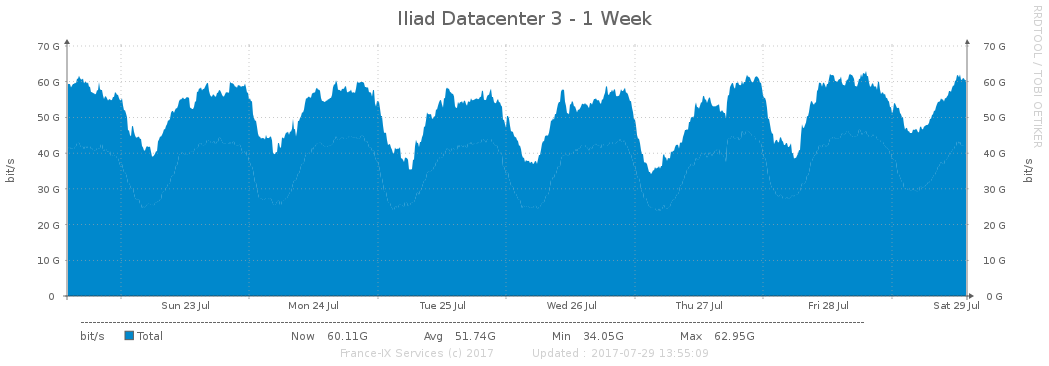 Iliad Datacenter 3 - 1 Week
RRDTOOL / TOBI OETIKER
70 G 70 G
60 G 60 G
50 G 50 G
40 G 40 G
30 G 30 G
20 G 20 G
10 G 10 G
0 0 G
bit/s bit/s
Sun 23 Jul Mon 24 Jul Tue 25 Jul Wed 26 Jul Thu 27 Jul Fri 28 Jul Sat 29 Jul
bit/s Total Now 60.11G Avg 51.74G Min 34.05G Max 62.95G
France-IX Services (c) 2017 Updated : 2017-07-29 13:55:09